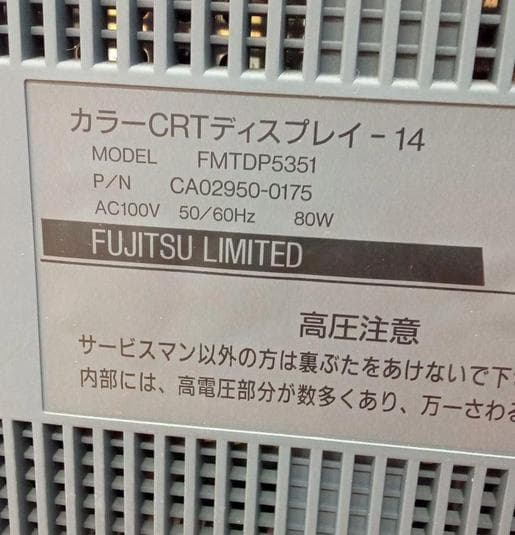 カラーCRTディスプレイ-14
MODEL FMTDP5351
P/N CA02950-0175
AC100V 50/60Hz 80W
FUJITSU LIMITED
高圧注意
サービスマン以外の方は裏ぶたをあけないで下
内部には、高電圧部分が数多くあり、万一さわる